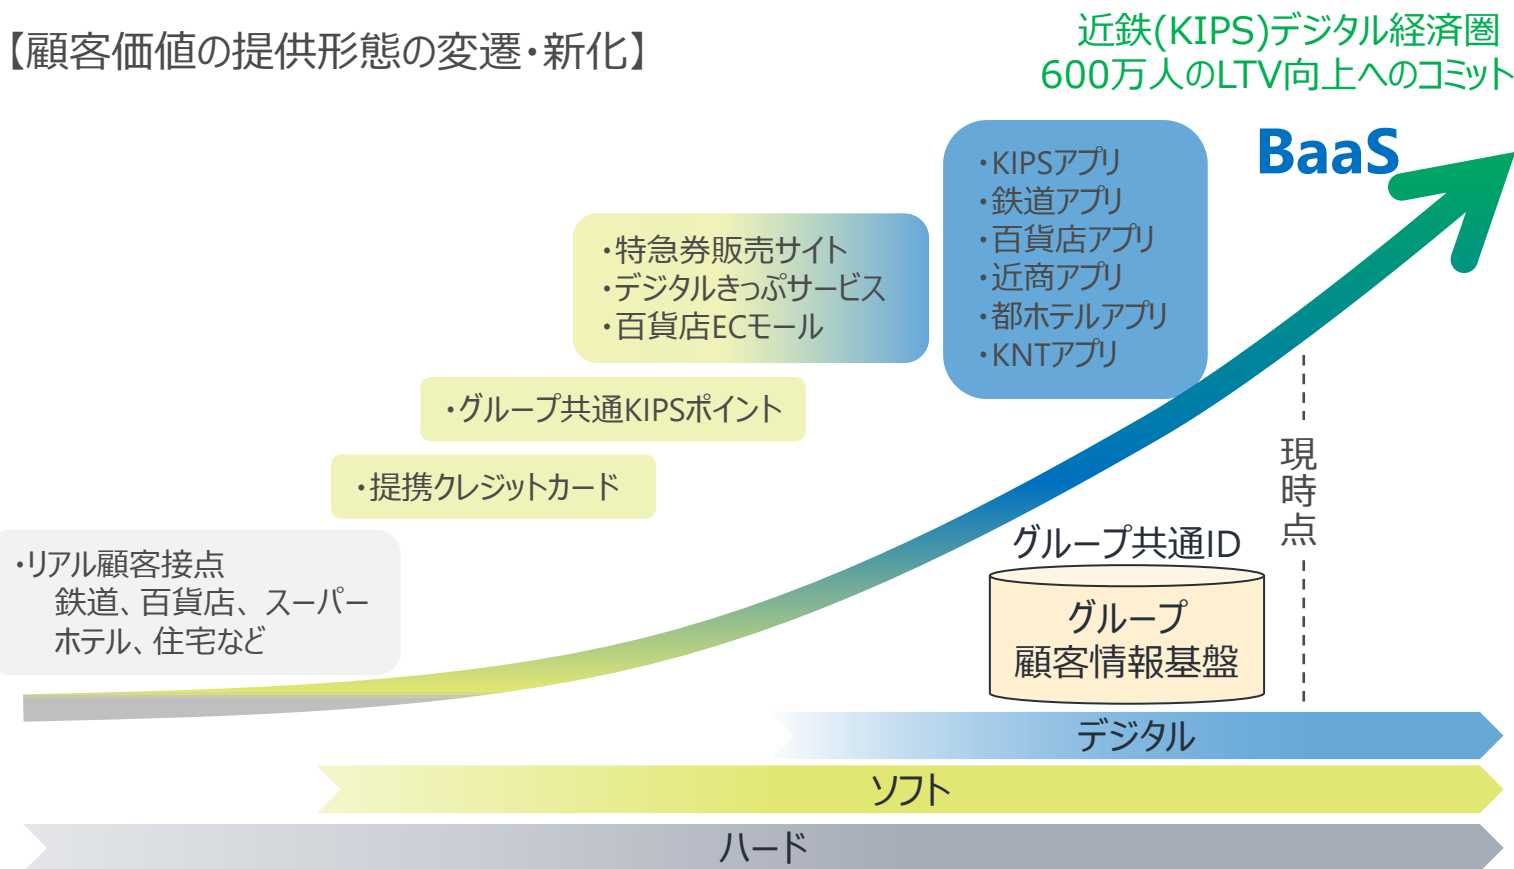 【顧客価値の提供形態の変遷・新化】
近鉄(KIPS)デジタル経済圏
600万人のLTV向上へのコミット
BaaS
・KIPSアプリ
・鉄道アプリ
・百貨店アプリ
・近商アプリ
・都ホテルアプリ
・KNTアプリ
・特急券販売サイト
・デジタルきっぷサービス
・百貨店ECモール
・グループ共通KIPSポイント
・提携クレジットカード
・リアル顧客接点
鉄道、百貨店、スーパー
ホテル、住宅など
現時点
グループ共通ID
グループ
顧客情報基盤
デジタル
ソフト
ハード